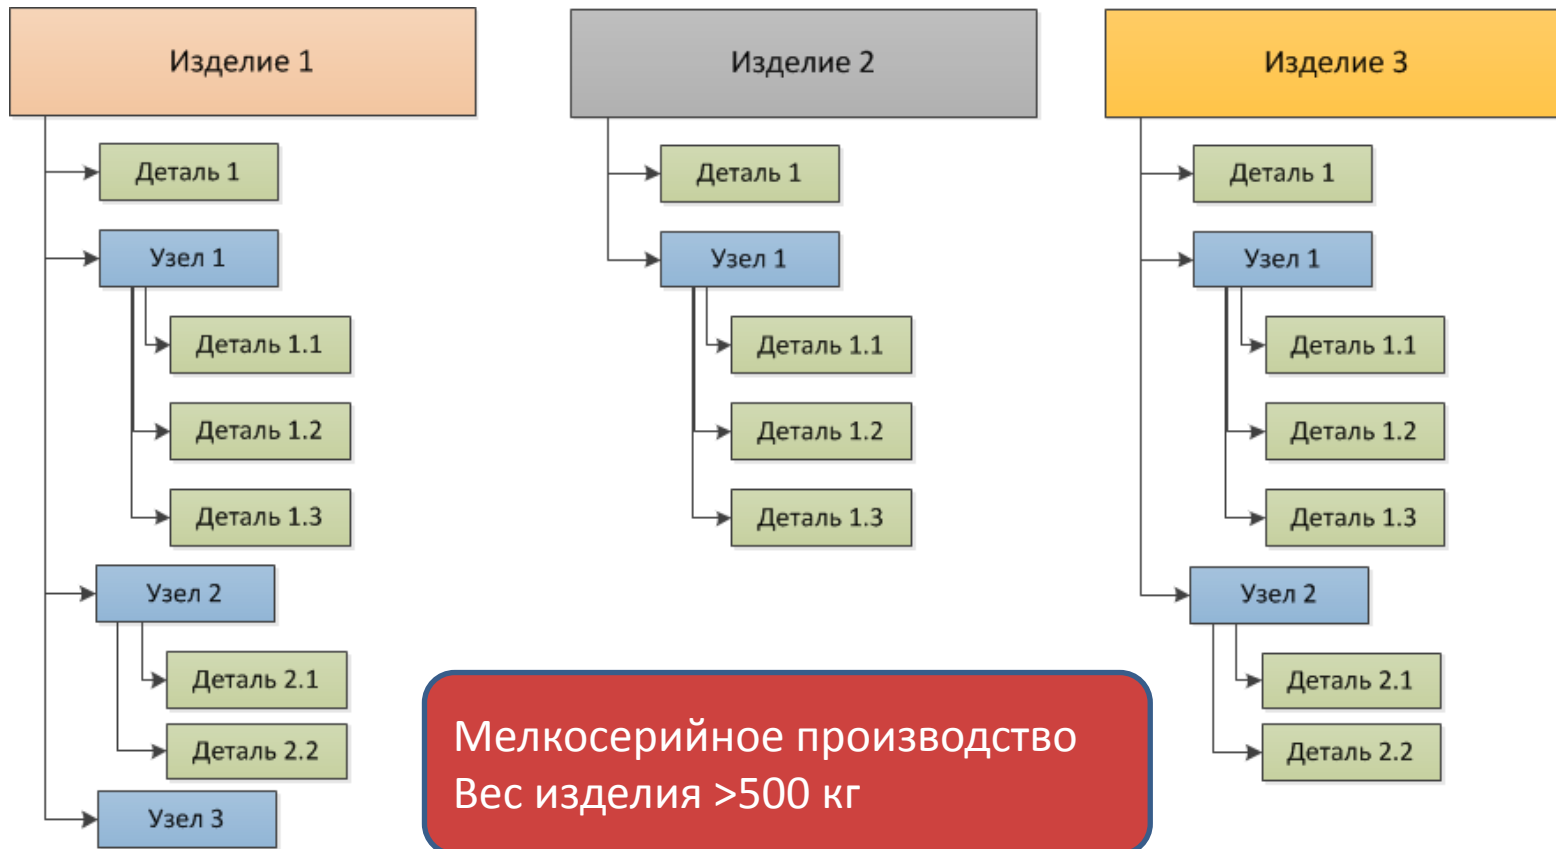 Изделие 1
Деталь 1
Узел 1
Деталь 1.1
Деталь 1.2
Деталь 1.3
Узел 2
Деталь 2.1
Деталь 2.2
Узел 3
Изделие 2
Деталь 1
Узел 1
Деталь 1.1
Деталь 1.2
Деталь 1.3
Изделие 3
Деталь 1
Узел 1
Деталь 1.1
Деталь 1.2
Деталь 1.3
Узел 2
Деталь 2.1
Деталь 2.2
Мелкосерийное производство
Вес изделия >500 кг